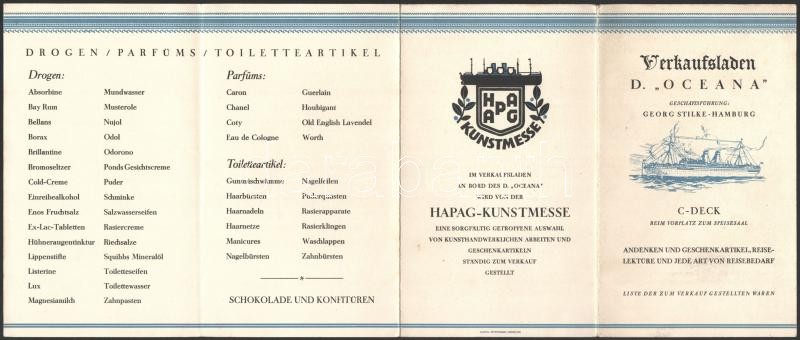 DROGEN / PARFÜMS / TOILETTEARTIKEL
Drogen:
Absorbine Mundwasser
Bay Rum Musterole
Bellans Nujol
Borax Odol
Brillantine Odorono
Bromoseltzer Ponds Gesichtscreme
Cold-Creme Puder
Einreibealkohol Schminke
Enos Fruchtsalz Salzwasserseifen
Ex-Lac-Tabletten Rasiercreme
Hühneraugentinktur Riedsalze
Lippenstifte Squibbs Mineralöl
Listerine Toiletteseifen
Lux Toilettewasser
Magnesiamilch Zahnpasten
Parfüms:
Caron Guerlain
Chanel Houbigant
Coty Old English Lavendel
Eau de Cologne Worth
Toiletteartikel:
Gummischwämme Nagelfeilen
Haarbürsten Puderquasten
Haarnadeln Rasierapparate
Haarnetze Rasierklingen
Manicures Waschlappen
Nagelbürsten Zahnbürsten
SCHOKOLADE UND KONFITÜREN
HAPAG
KUNSTMESSE
IM VERKAUFSLADEN
AN BORD DES D. „OCEANA"
WIRD VON DER
HAPAG-KUNSTMESSE
EINE SORGFÄLTIG GETROFFENE AUSWAHL
VON KUNSTHANDWERKLICHEN ARBEITEN UND
GESCHENKARTIKELN
STÄNDIG ZUM VERKAUF
GESTELLT
Verkaufsladen
D. „OCEANA"
GESCHÄFTSFÜHRUNG:
GEORG STILKE-HAMBURG
C-DECK
BEIM VORPLATZ ZUM SPEISESAAL
ANDENKEN UND GESCHENKARTIKEL, REISE-
LEKTÜRE UND JEDE ART VON REISEBEDARF
LISTE DER ZUM VERKAUF GESTELLTEN WAREN